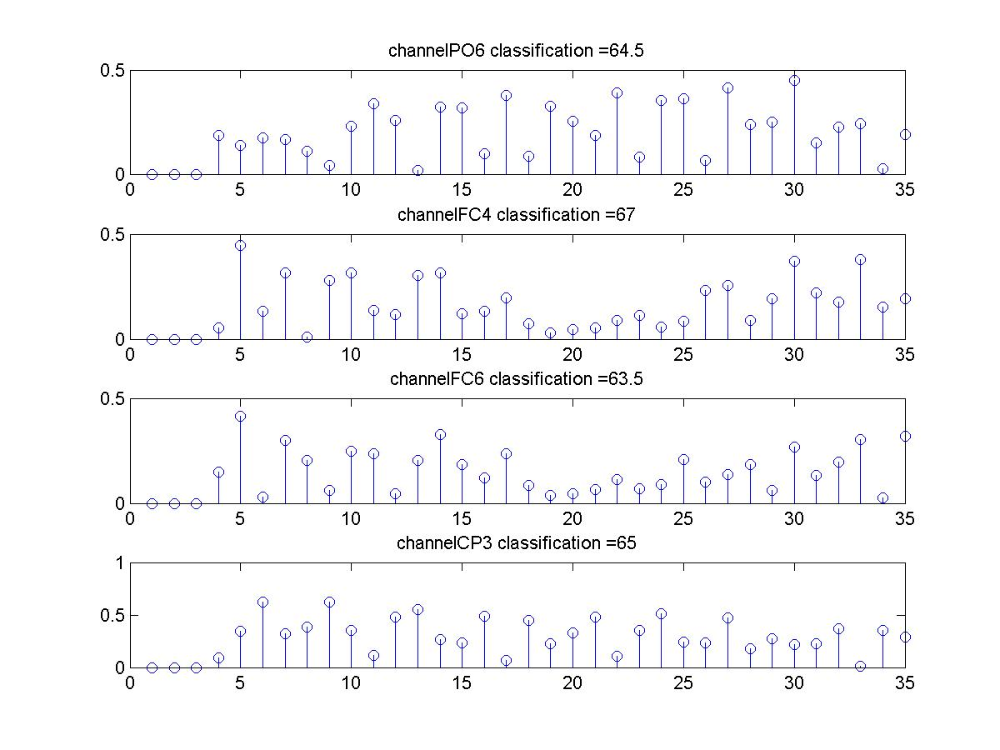 channelPO6 classification =64.5
0.5
0
0 5 10 15 20 25 30 35
channelFC4 classification =67
0.5
0
0 5 10 15 20 25 30 35
channelFC6 classification =63.5
0.5
0
0 5 10 15 20 25 30 35
channelCP3 classification =65
1
0.5
0
0 5 10 15 20 25 30 35